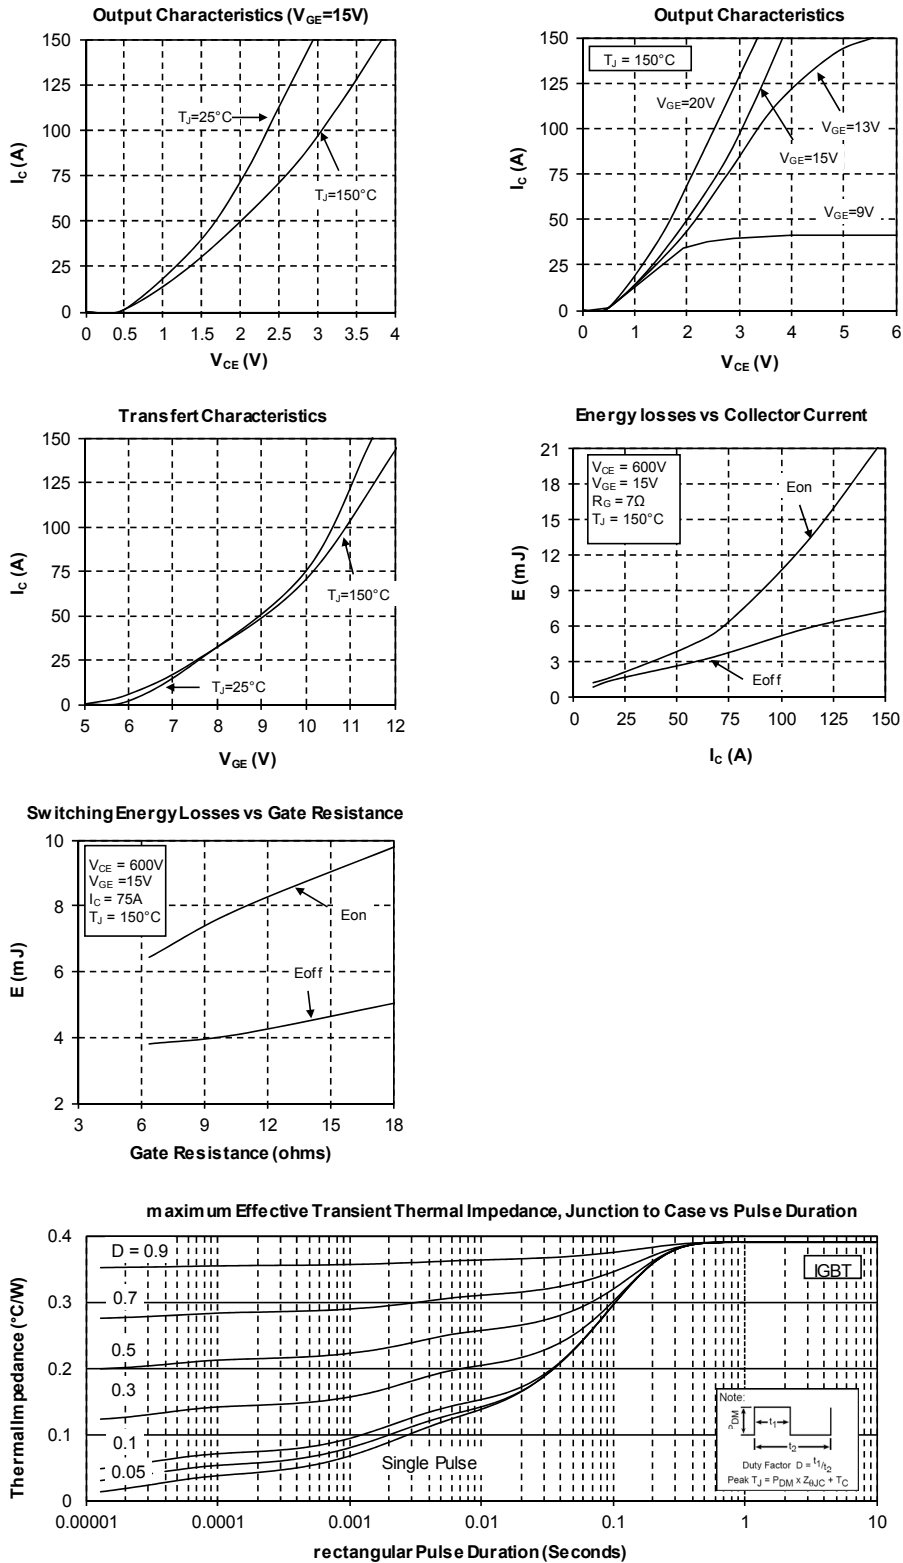 Output Characteristics (VGE=15V)
150
125
100
75
50
25
0
IC (A)
TJ=25°C
TJ=150°C
0 0.5 1 1.5 2 2.5 3 3.5 4
VCE (V)
Output Characteristics
150
125
100
75
50
25
0
IC (A)
TJ = 150°C
VGE=20V
VGE=13V
VGE=15V
VGE=9V
0 1 2 3 4 5 6
VCE (V)
Transfert Characteristics
150
125
100
75
50
25
0
IC (A)
TJ=150°C
TJ=25°C
5 6 7 8 9 10 11 12
VGE (V)
Energy losses vs Collector Current
21
18
15
12
9
6
3
0
E (mJ)
VCE = 600V
VGE = 15V
RG = 7Ω
TJ = 150°C
Eon
Eoff
0 25 50 75 100 125 150
IC (A)
Switching Energy Losses vs Gate Resistance
10
8
6
4
2
E (mJ)
VCE = 600V
VGE =15V
IC = 75A
TJ = 150°C
Eon
Eoff
3 6 9 12 15 18
Gate Resistance (ohms)
maximum Effective Transient Thermal Impedance, Junction to Case vs Pulse Duration
0.4
0.3
0.2
0.1
0
Thermal Impedance (°C/W)
D = 0.9
0.7
0.5
0.3
0.1
0.05
Single Pulse
IGBT
Note:
PDM
t1
t2
Duty Factor D = t1/t2
Peak TJ = PDM x ZθJC + TC
0.00001 0.0001 0.001 0.01 0.1 1 10
rectangular Pulse Duration (Seconds)